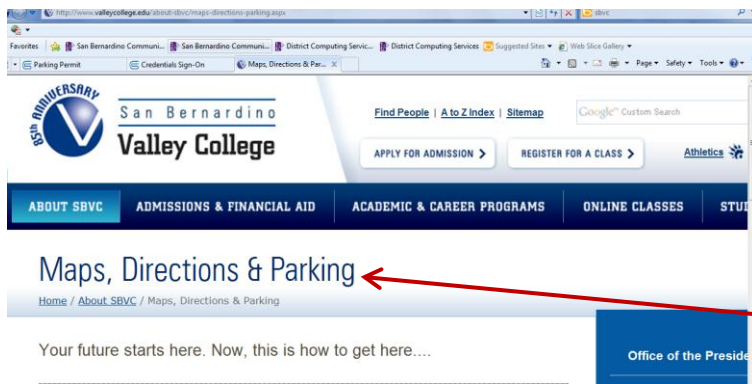 http://www.valleycollege.edu/about-sbvc/maps-directions-parking.aspx sbvc
Favorites San Bernardino Communi... San Bernardino Communi... District Computing Servic... District Computing Services Suggested Sites Web Slice Gallery
Parking Permit Credentials Sign-On Maps, Directions & Par... X Page Safety Tools
85th ANNIVERSARY
San Bernardino
Valley College
Find People | A to Z Index | Sitemap Google™ Custom Search
APPLY FOR ADMISSION REGISTER FOR A CLASS Athletics
ABOUT SBVC ADMISSIONS & FINANCIAL AID ACADEMIC & CAREER PROGRAMS ONLINE CLASSES STUD
Maps, Directions & Parking
Home / About SBVC / Maps, Directions & Parking
Your future starts here. Now, this is how to get here....
Office of the Preside